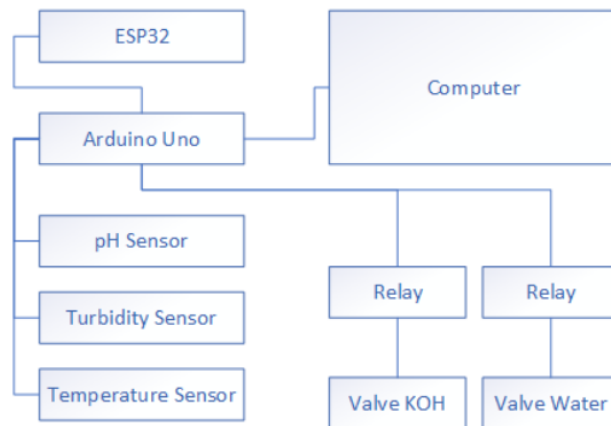 ESP32
Computer
Arduino Uno
pH Sensor
Turbidity Sensor
Temperature Sensor
Relay
Relay
Valve KOH
Valve Water